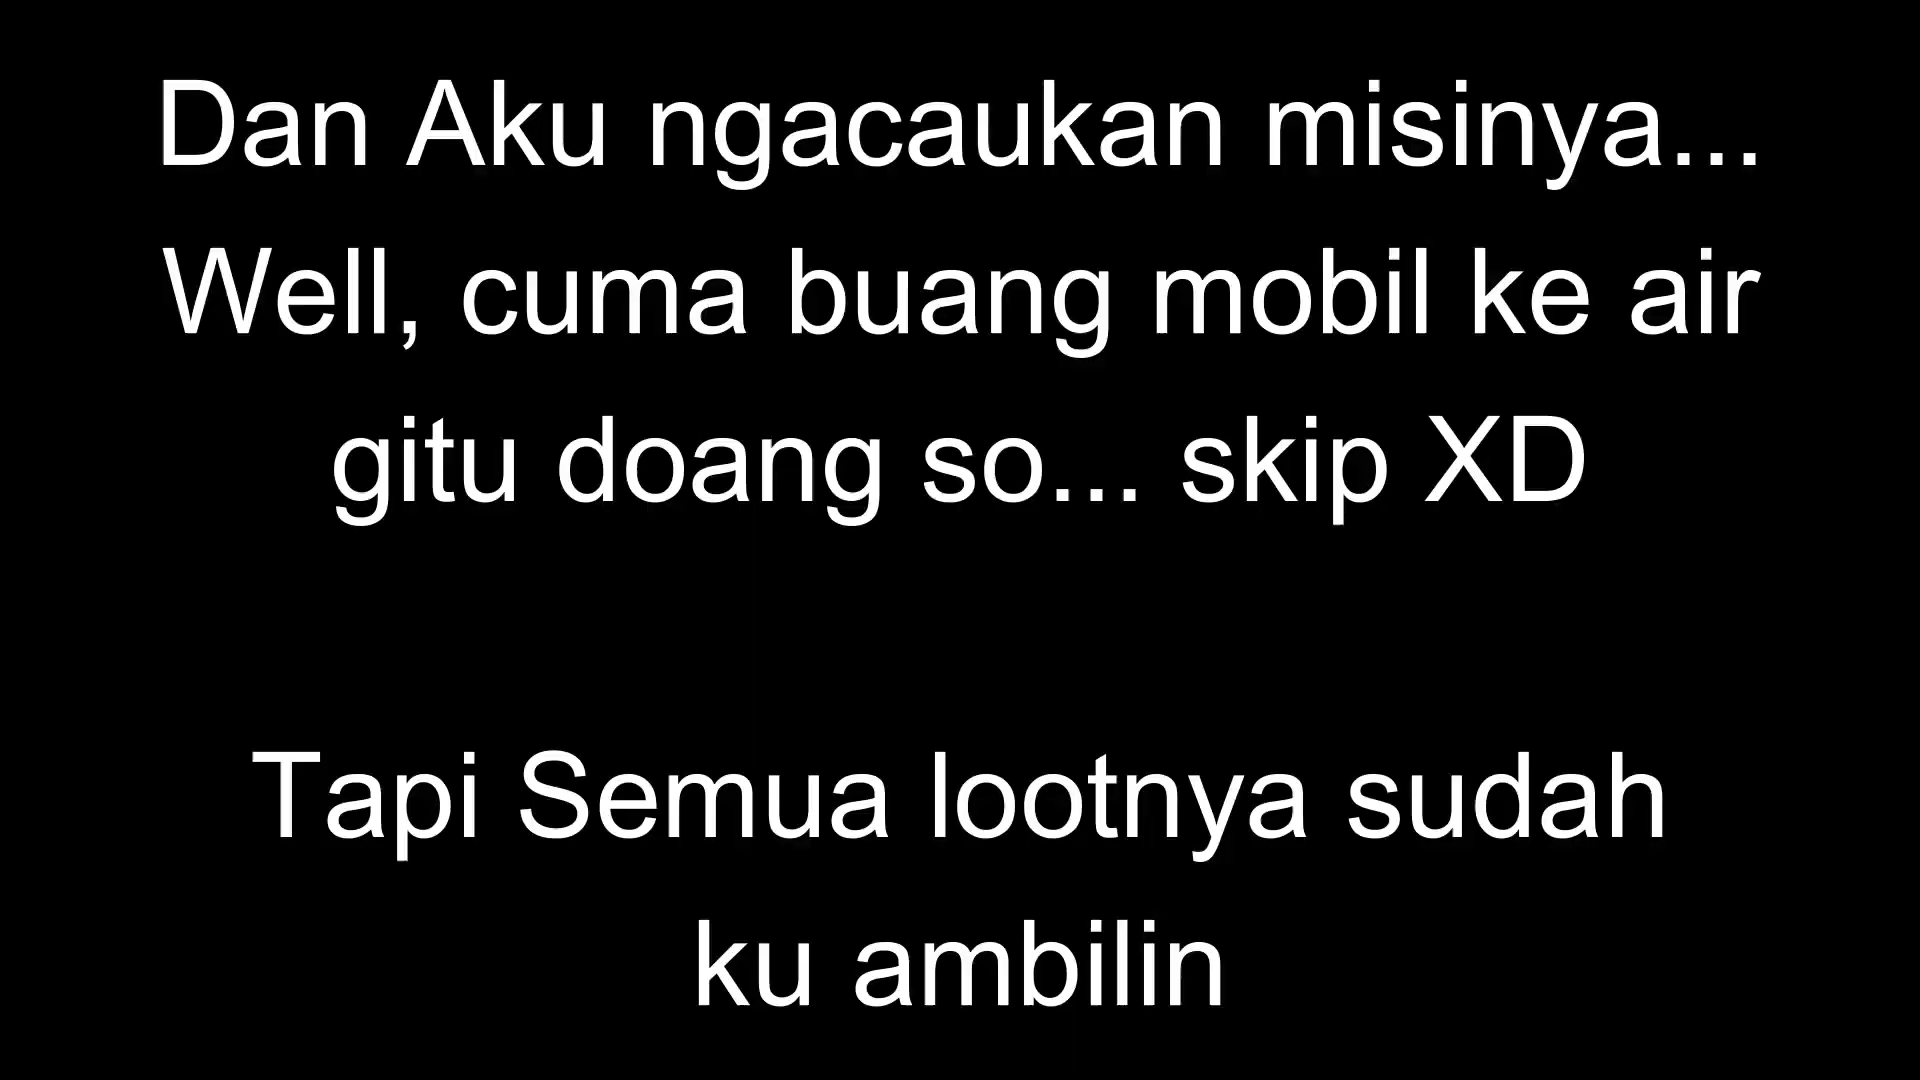 Dan Aku ngacaukan misinya...
Well, cuma buang mobil ke air
gitu doang so... skip XD
Tapi Semua lootnya sudah
ku ambilin